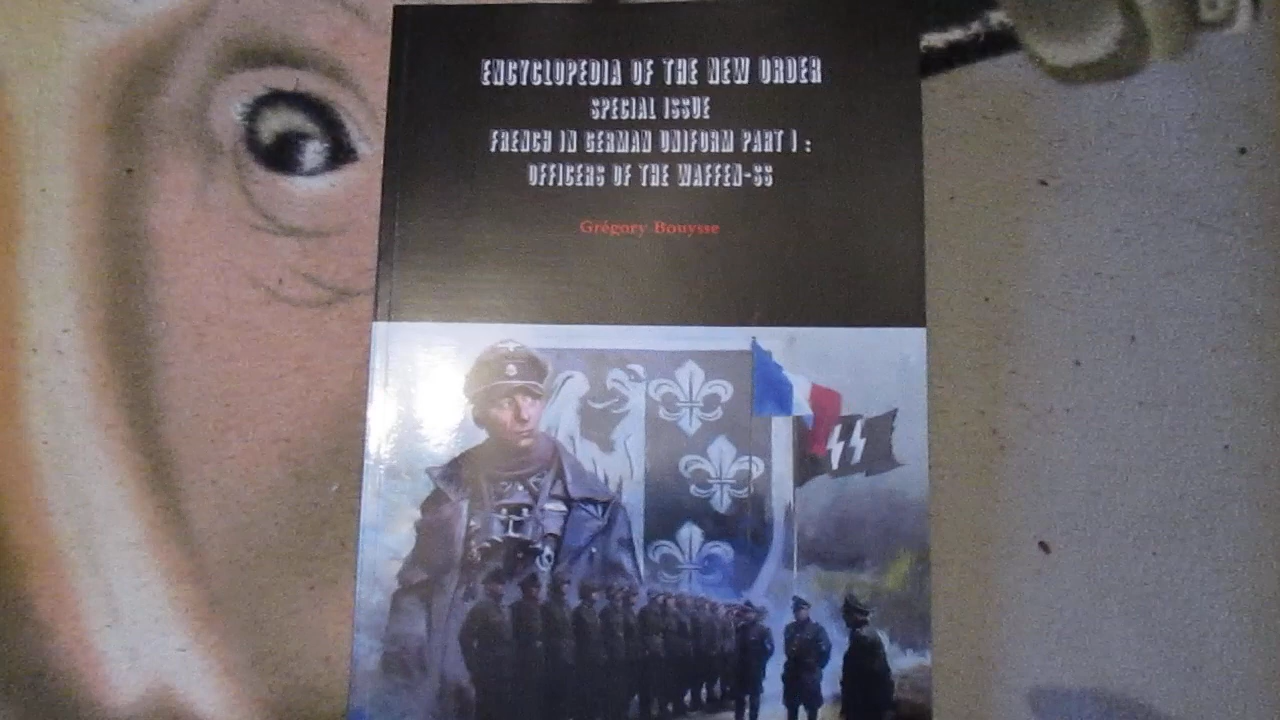 ENCYCLOPEDIA OF THE NEW ORDER
SPECIAL ISSUE
FRENCH IN GERMAN UNIFORM PART I :
OFFICERS OF THE WAFFEN-SS
Grégory Bouysse